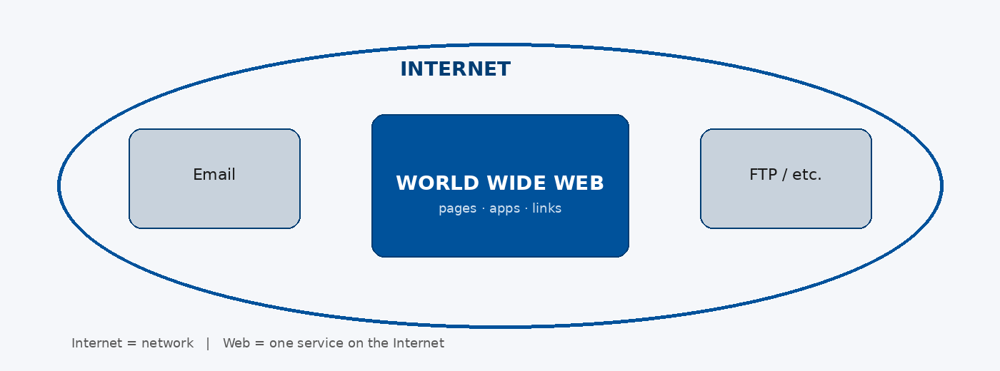 INTERNET
Email
WORLD WIDE WEB
pages · apps · links
FTP / etc.
Internet = network | Web = one service on the Internet